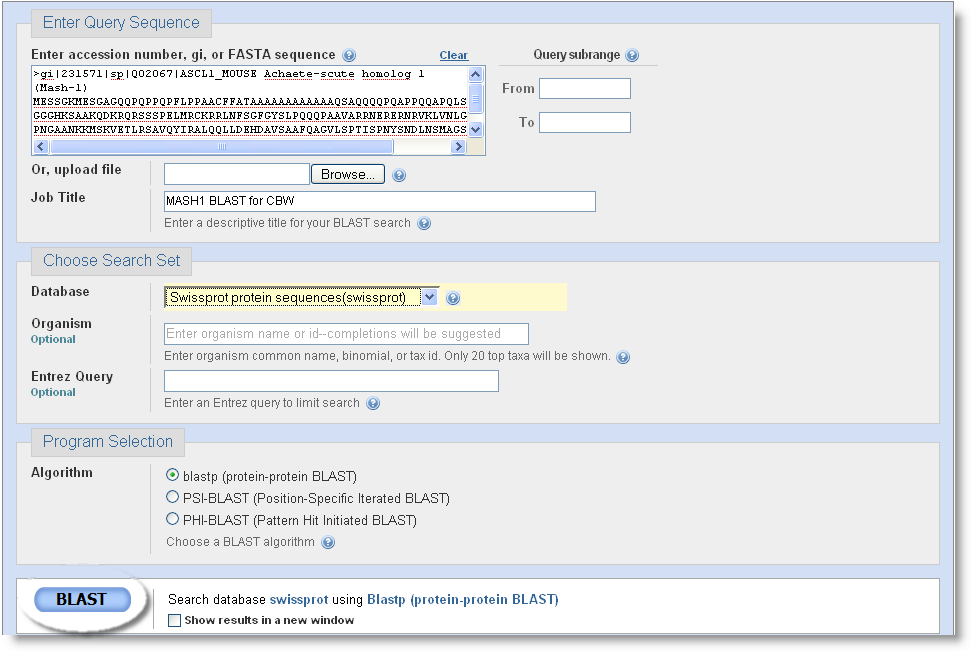 Enter Query Sequence
Enter accession number, gi, or FASTA sequence
Clear
Query subrange
>gi|231571|sp|Q02067|ASCL1_MOUSE Achaete-scute homolog 1
(Mash-1)
MESSGKMESGAGQQPQPPQPFLPPAACFFATAAAAAAAAAAAAAQSAQQQQPQAPPQQAPQLS
GGGHKSAAKQDKRQRSSSPELMRCKRRLNFSGFGYSLPQQQPAAVARRNERERNRVKLVNLG
PNGAANKKMSKVETLRSAVQYIRALQQLLDEHDAVSAAFQAGVLSPTISPNYSNDLNSMAGS
From
To
Or, upload file
Browse...
Job Title
MASH1 BLAST for CBW
Enter a descriptive title for your BLAST search
Choose Search Set
Database
Swissprot protein sequences(swissprot)
Organism
Optional
Enter organism name or id--completions will be suggested
Enter organism common name, binomial, or tax id. Only 20 top taxa will be shown.
Entrez Query
Optional
Enter an Entrez query to limit search
Program Selection
Algorithm
blastp (protein-protein BLAST)
PSI-BLAST (Position-Specific Iterated BLAST)
PHI-BLAST (Pattern Hit Initiated BLAST)
Choose a BLAST algorithm
BLAST
Search database swissprot using Blastp (protein-protein BLAST)
Show results in a new window